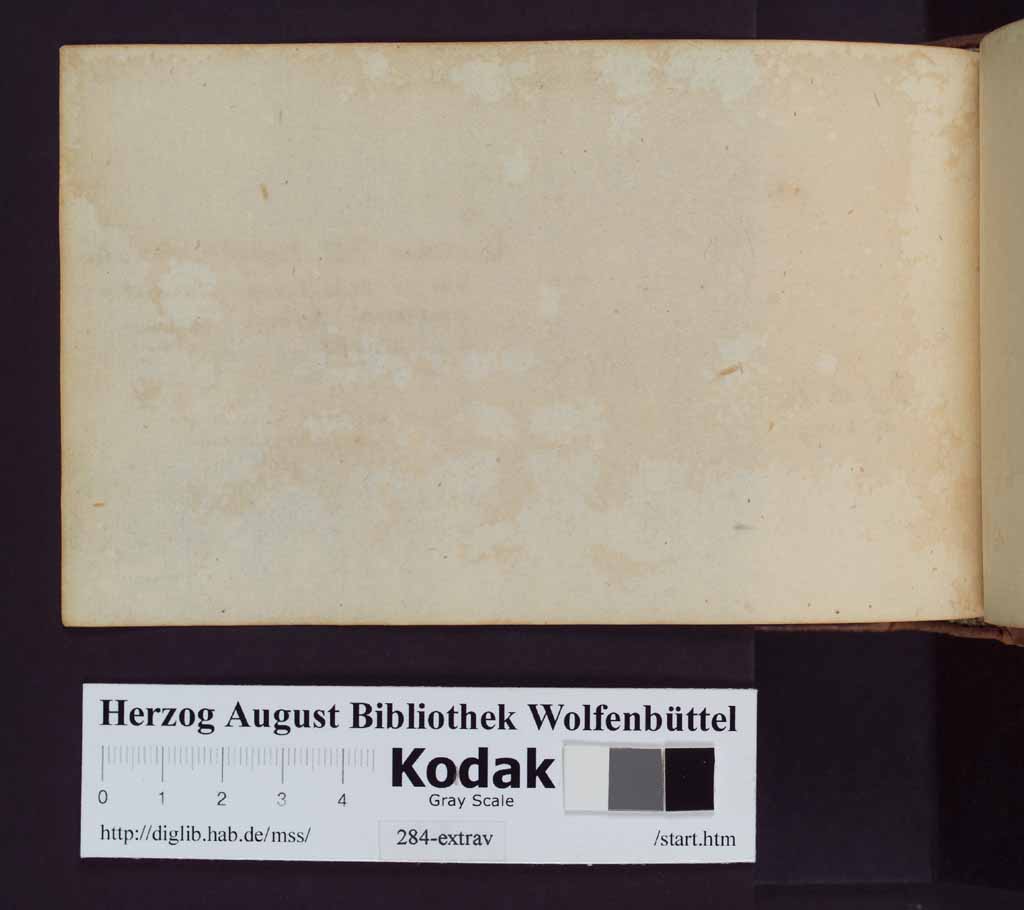 Herzog August Bibliothek Wolfenbüttel
Kodak
Gray Scale
0 1 2 3 4
http://diglib.hab.de/mss/ 284-extrav /start.htm